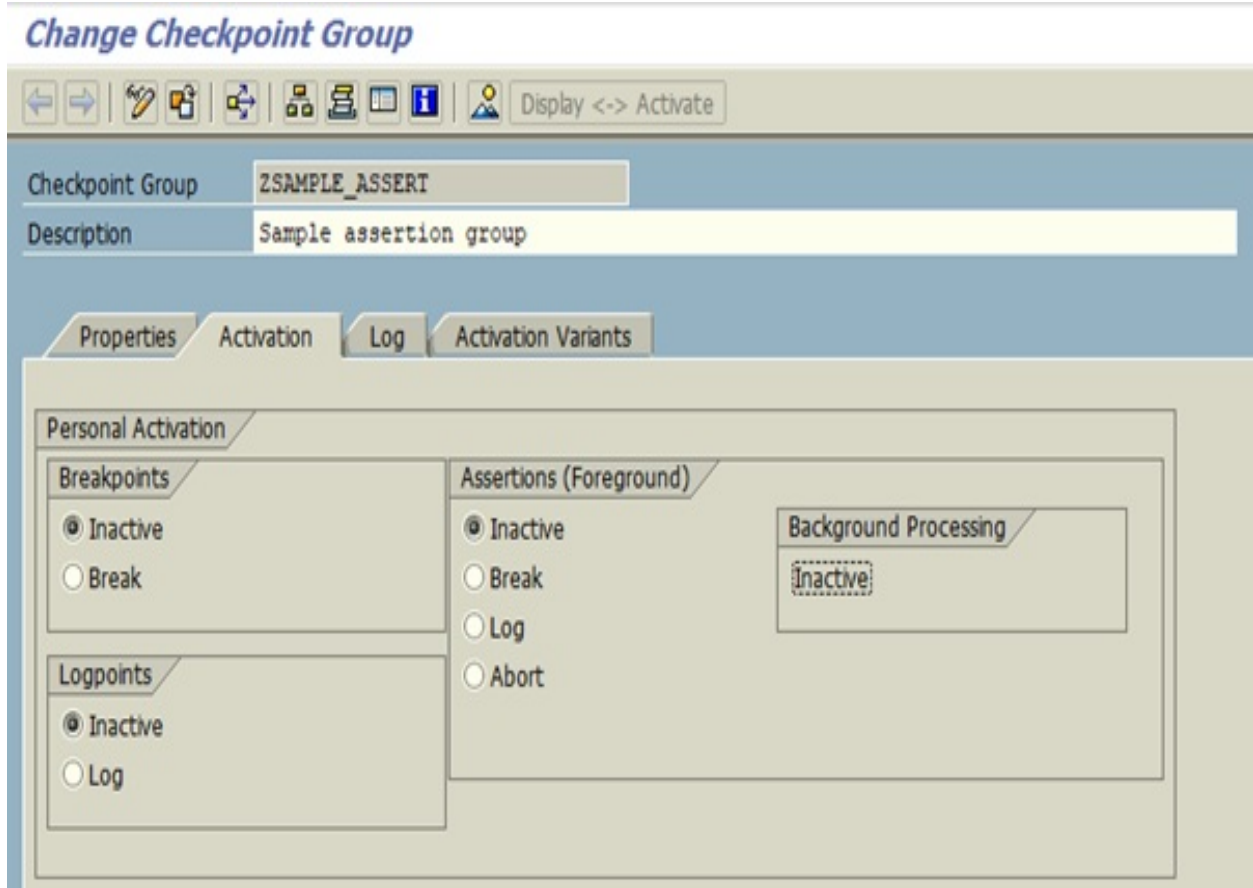 Change Checkpoint Group
Display <-> Activate
Checkpoint Group ZSAMPLE_ASSERT
Description Sample assertion group
Properties Activation Log Activation Variants
Personal Activation
Breakpoints
Inactive
Break
Logpoints
Inactive
Log
Assertions (Foreground)
Inactive
Break
Log
Abort
Background Processing
Inactive